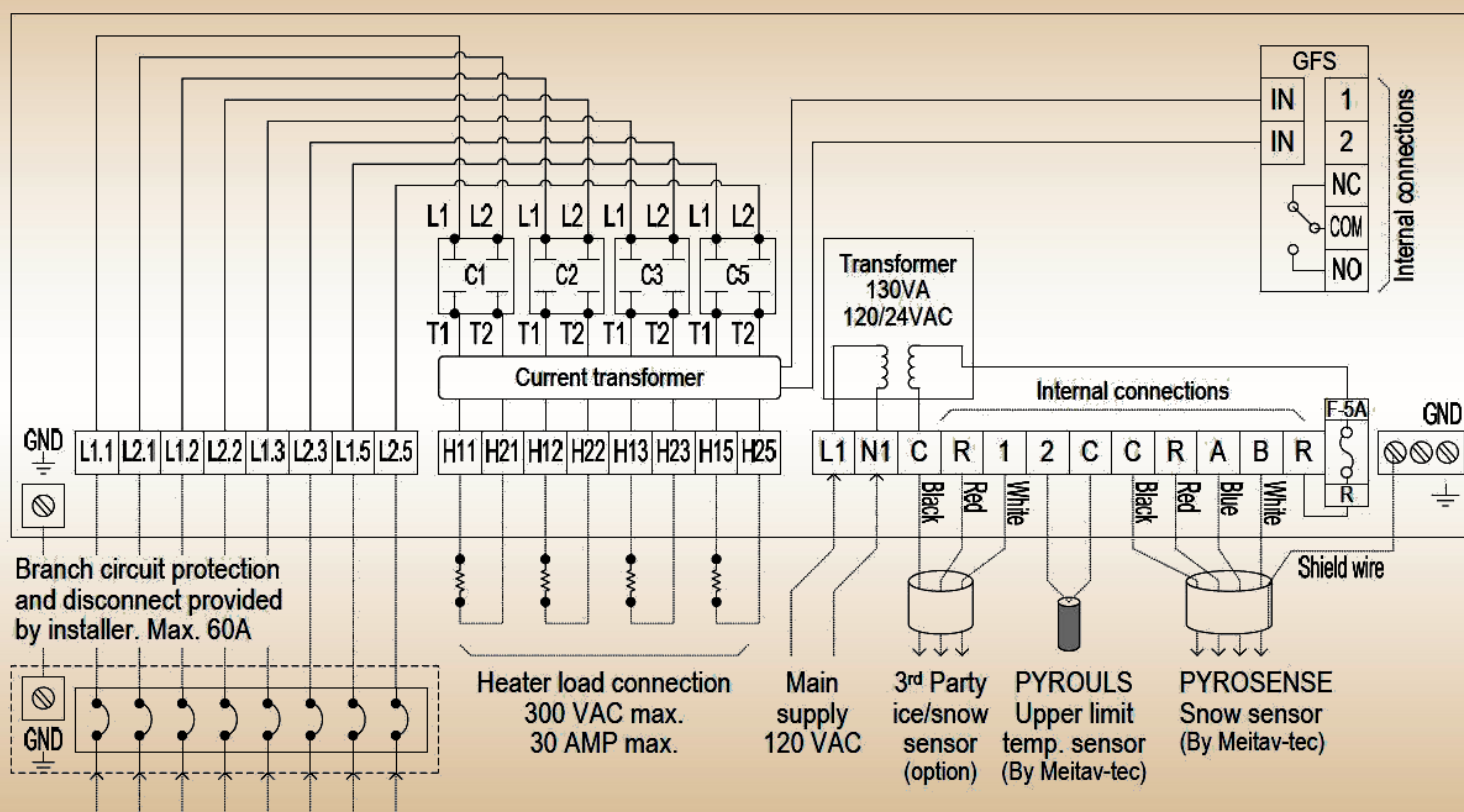 GFS
IN 1
IN 2
NC
COM
NO
Internal connections
L1 L2 L1 L2 L1 L2 L1 L2
C1 C2 C3 C5
T1 T2 T1 T2 T1 T2 T1 T2
Transformer
130VA
120/24VAC
Current transformer
Internal connections
F-5A
GND
GND
L1.1 L2.1 L1.2 L2.2 L1.3 L2.3 L1.5 L2.5
H11 H21 H12 H22 H13 H23 H15 H25
L1 N1 C R 1 2 C C R A B R
R
Black Red White
Black Red Blue White
Shield wire
Branch circuit protection
and disconnect provided
by installer. Max. 60A
GND
Heater load connection
300 VAC max.
30 AMP max.
Main
supply
120 VAC
3rd Party
ice/snow
sensor
(option)
PYROULS
Upper limit
temp. sensor
(By Meitav-tec)
PYROSENSE
Snow sensor
(By Meitav-tec)